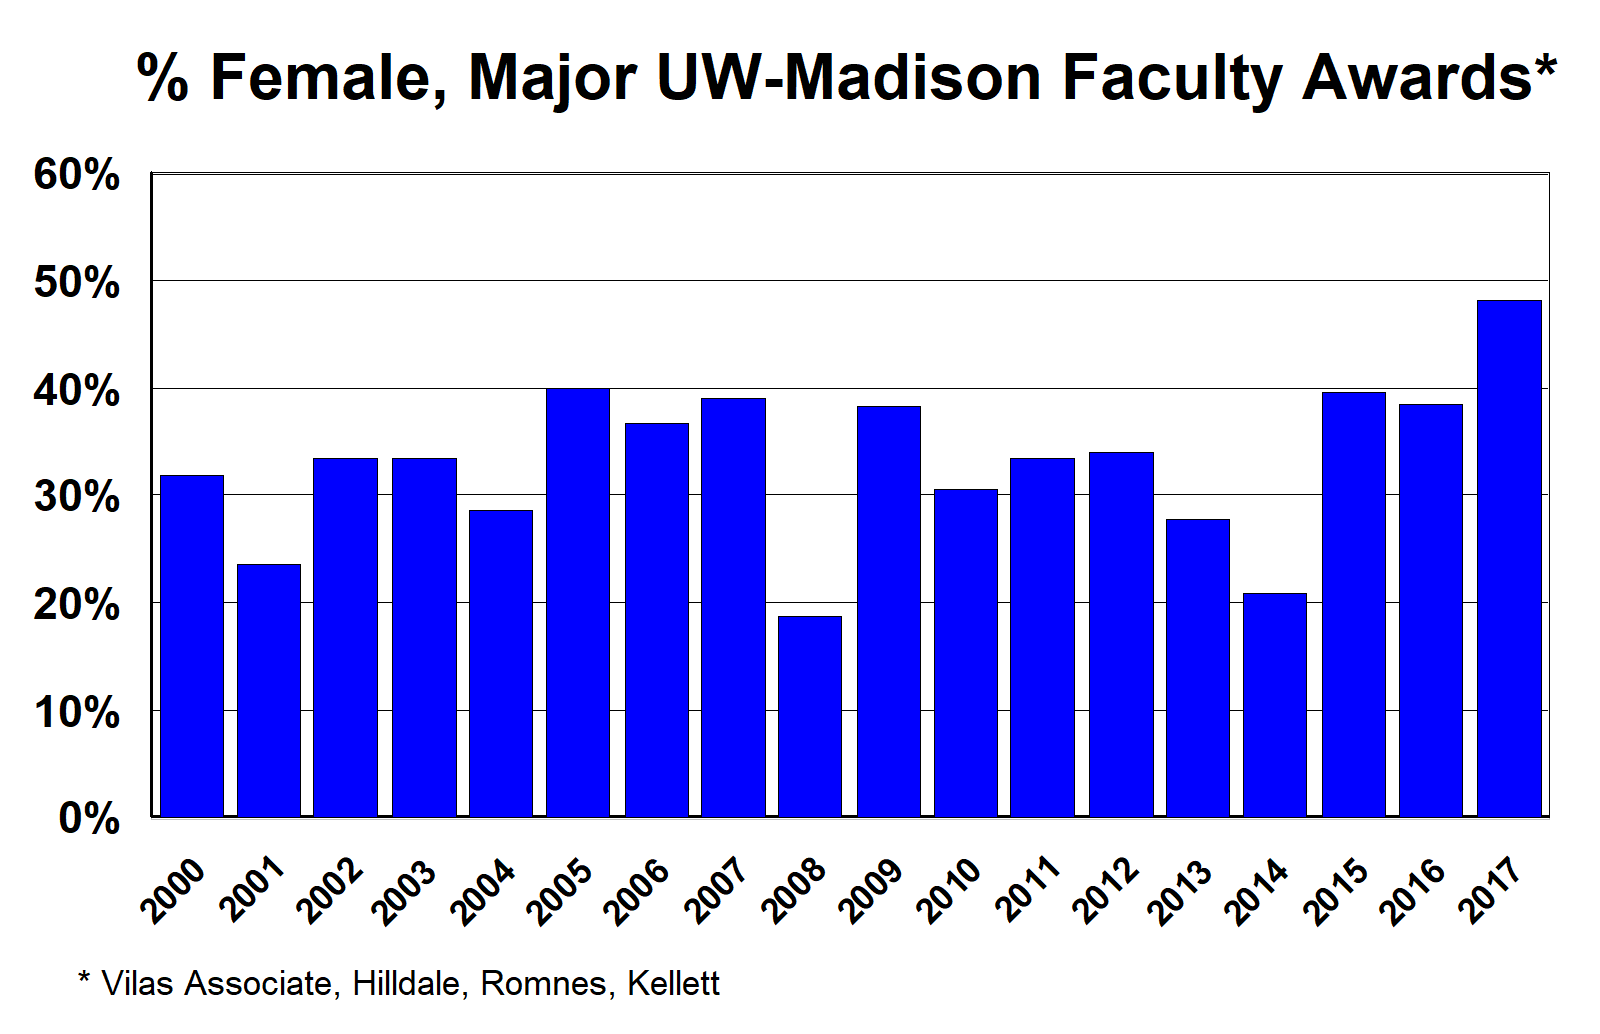 % Female, Major UW-Madison Faculty Awards*
60%
50%
40%
30%
20%
10%
0%
2000 2001 2002 2003 2004 2005 2006 2007 2008 2009 2010 2011 2012 2013 2014 2015 2016 2017
* Vilas Associate, Hilldale, Romnes, Kellett